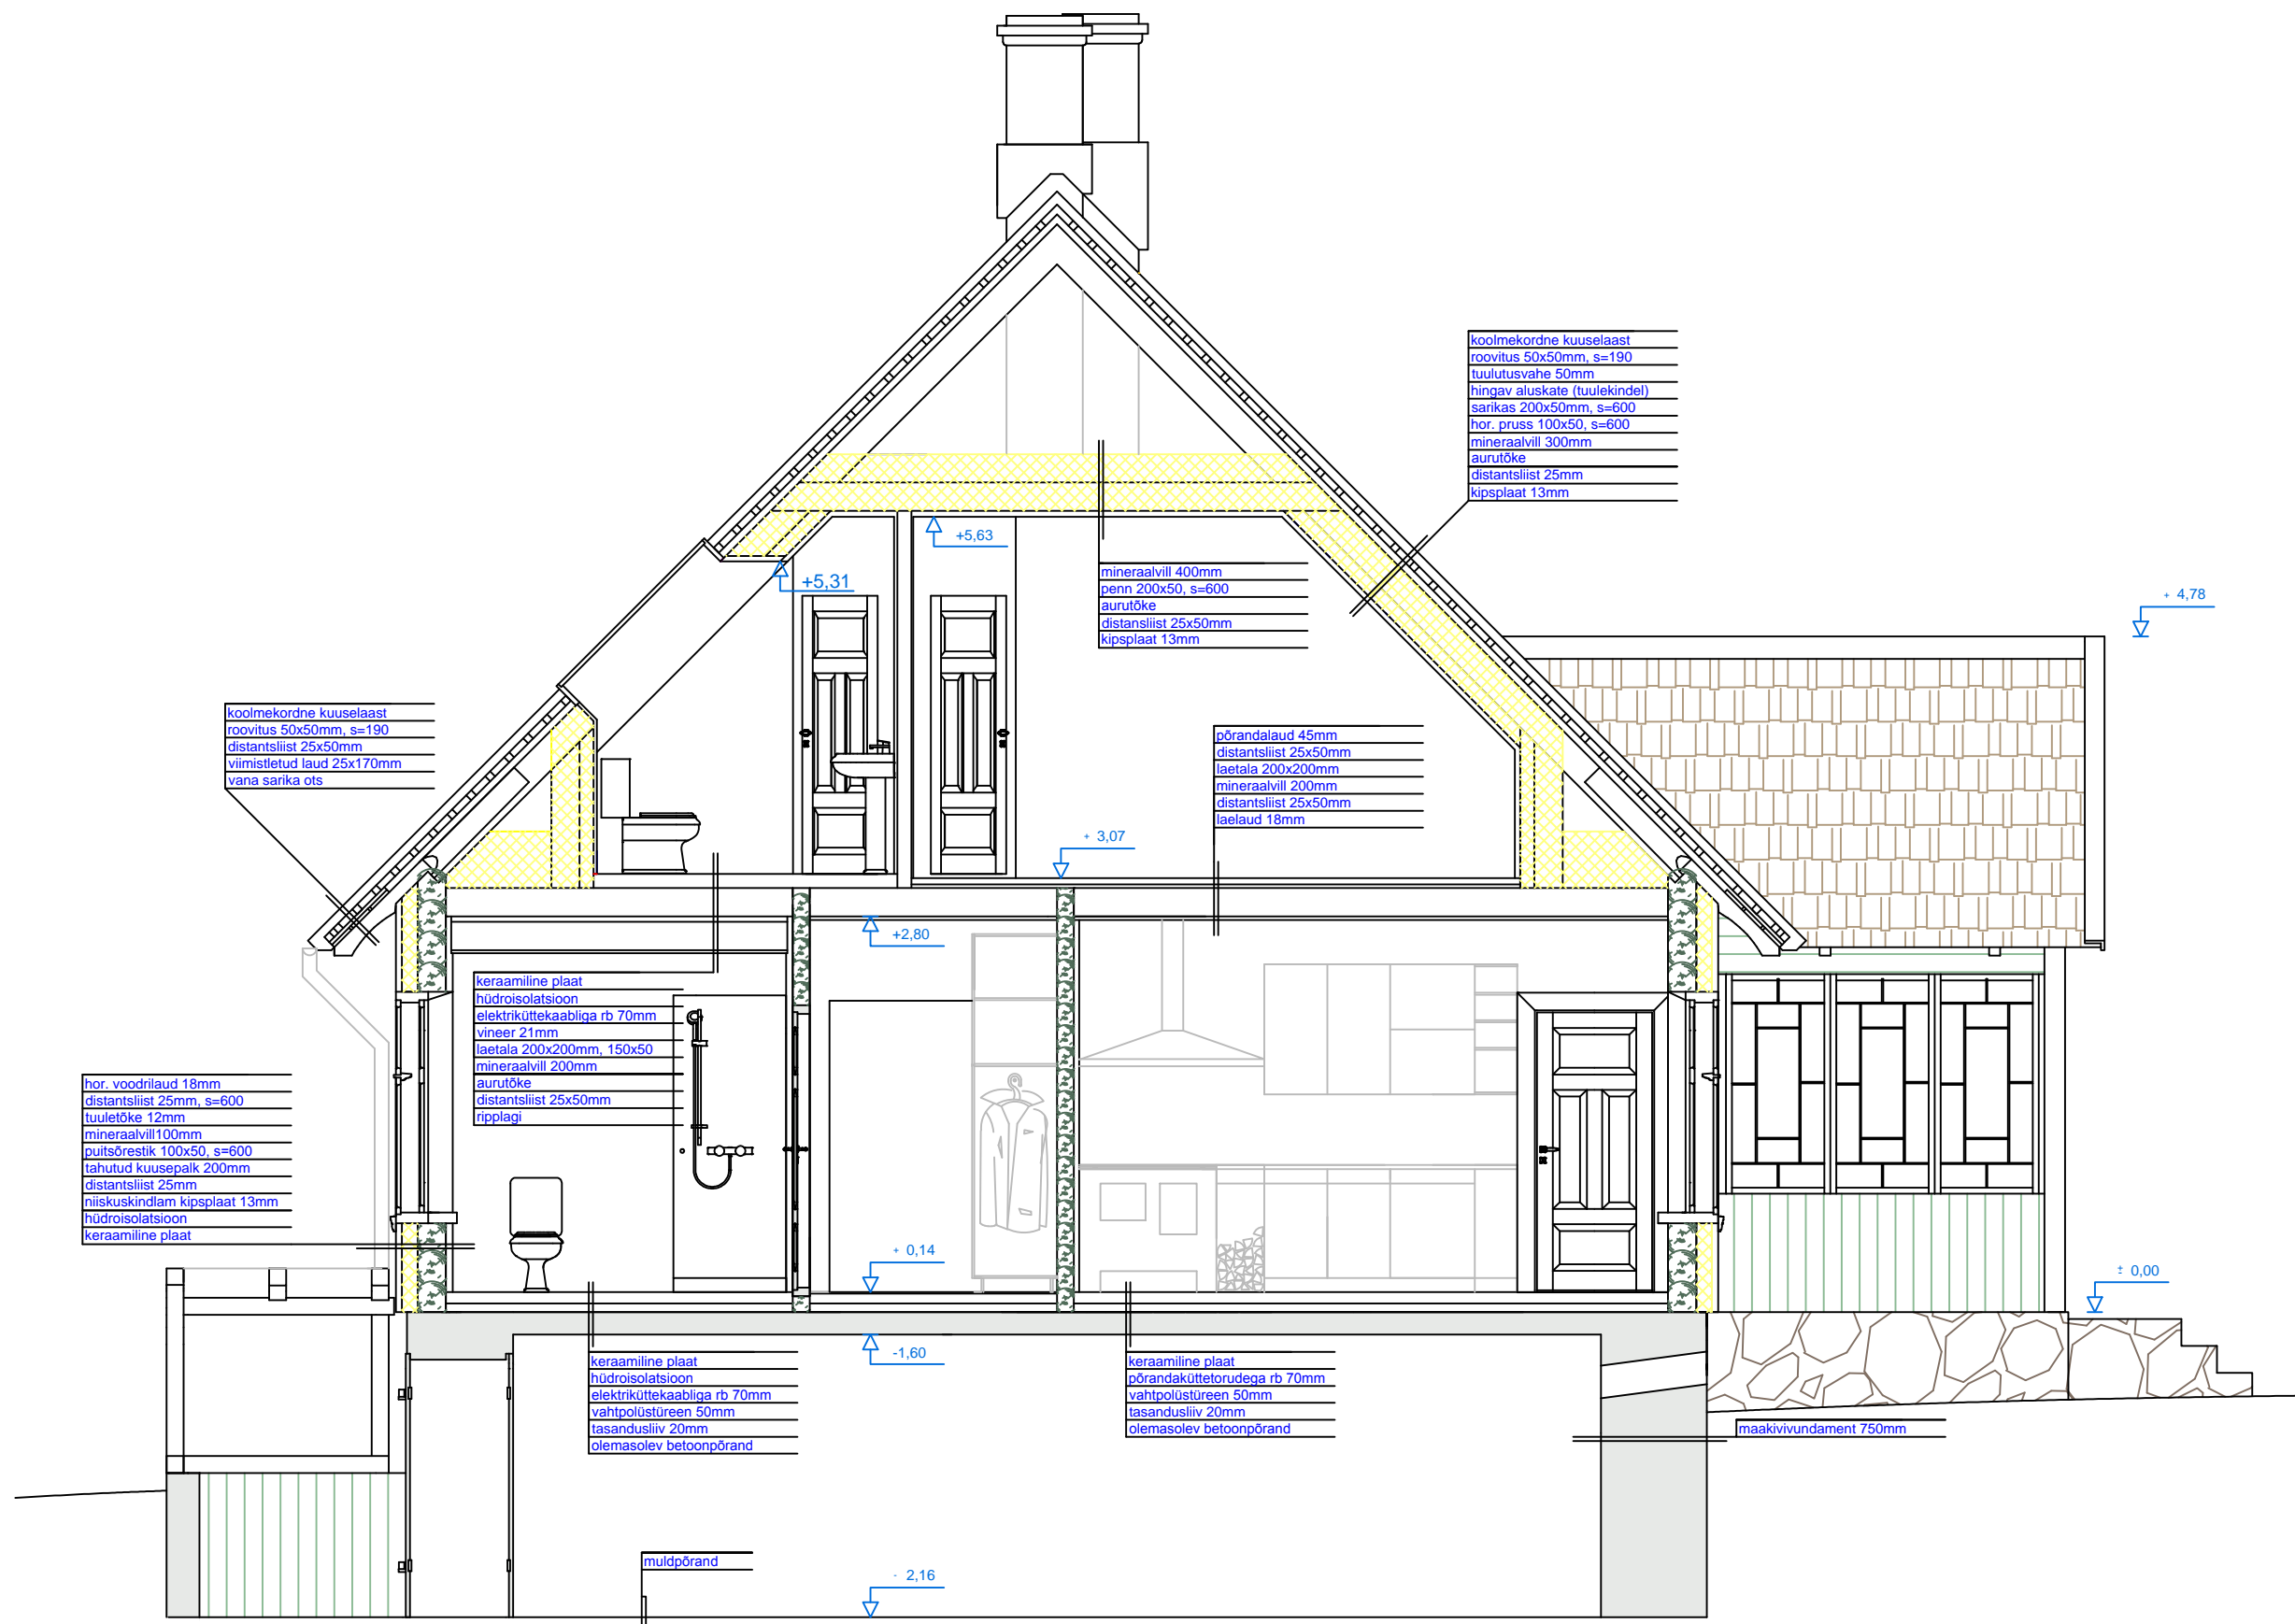 koolmekordne kuuselaast
roovitus 50x50mm, s=190
tuulutusvahe 50mm
hingav aluskate (tuulekindel)
sarikas 200x50mm, s=600
hor. pruss 100x50, s=600
mineraalvill 300mm
aurutõke
distantsliist 25mm
kipsplaat 13mm
+5,63
+5,31
mineraalvill 400mm
penn 200x50, s=600
aurutõke
distansliist 25x50mm
kipsplaat 13mm
+ 4,78
koolmekordne kuuselaast
roovitus 50x50mm, s=190
distantsliist 25x50mm
viimistletud laud 25x170mm
vana sarika ots
põrandalaud 45mm
distantsliist 25x50mm
laetala 200x200mm
mineraalvill 200mm
distantsliist 25x50mm
laelaud 18mm
+ 3,07
+2,80
keraamiline plaat
hüdroisolatsioon
elektriküttekaabliga rb 70mm
vineer 21mm
laetala 200x200mm, 150x50
mineraalvill 200mm
aurutõke
distantsliist 25x50mm
ripplagi
hor. voodrilaud 18mm
distantsliist 25mm, s=600
tuuletõke 12mm
mineraalvill100mm
puitsõrestik 100x50, s=600
tahutud kuusepalk 200mm
distantsliist 25mm
niiskuskindlam kipsplaat 13mm
hüdroisolatsioon
keraamiline plaat
+ 0,14
± 0,00
-1,60
keraamiline plaat
hüdroisolatsioon
elektriküttekaabliga rb 70mm
vahtpolüstüreen 50mm
tasandusliiv 20mm
olemasolev betoonpõrand
keraamiline plaat
põrandaküttetorudega rb 70mm
vahtpolüstüreen 50mm
tasandusliiv 20mm
olemasolev betoonpõrand
maakivivundament 750mm
muldpõrand
- 2,16